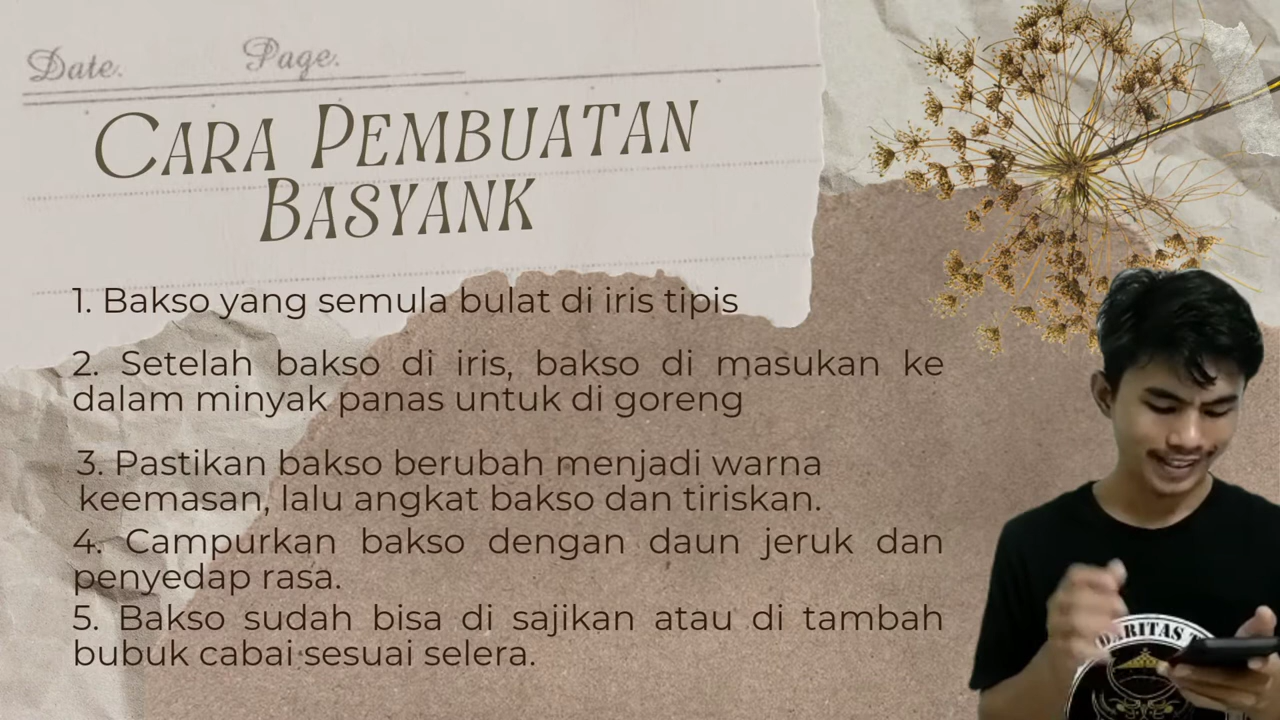 Date. Page.
CARA PEMBUATAN
BASYANK
1. Bakso yang semula bulat di iris tipis
2. Setelah bakso di iris, bakso di masukan ke
dalam minyak panas untuk di goreng
3. Pastikan bakso berubah menjadi warna
keemasan, lalu angkat bakso dan tiriskan.
4. Campurkan bakso dengan daun jeruk dan
penyedap rasa.
5. Bakso sudah bisa di sajikan atau di tambah
bubuk cabai sesuai selera.